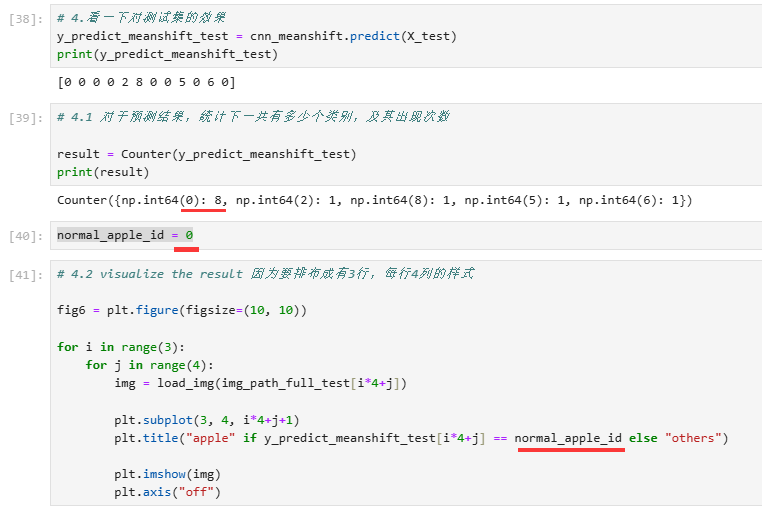 [38]:
# 4.看一下对测试集的效果
y_predict_meanshift_test = cnn_meanshift.predict(X_test)
print(y_predict_meanshift_test)
[0 0 0 0 2 8 0 0 5 0 6 0]
[39]:
# 4.1 对于预测结果，统计下一共有多少个类别，及其出现次数
result = Counter(y_predict_meanshift_test)
print(result)
Counter({np.int64(0): 8, np.int64(2): 1, np.int64(8): 1, np.int64(5): 1, np.int64(6): 1})
[40]:
normal_apple_id = 0
[41]:
# 4.2 visualize the result 因为要排布成有3行，每行4列的样式
fig6 = plt.figure(figsize=(10, 10))
for i in range(3):
    for j in range(4):
        img = load_img(img_path_full_test[i*4+j])
        plt.subplot(3, 4, i*4+j+1)
        plt.title("apple" if y_predict_meanshift_test[i*4+j] == normal_apple_id else "others")
        plt.imshow(img)
        plt.axis("off")